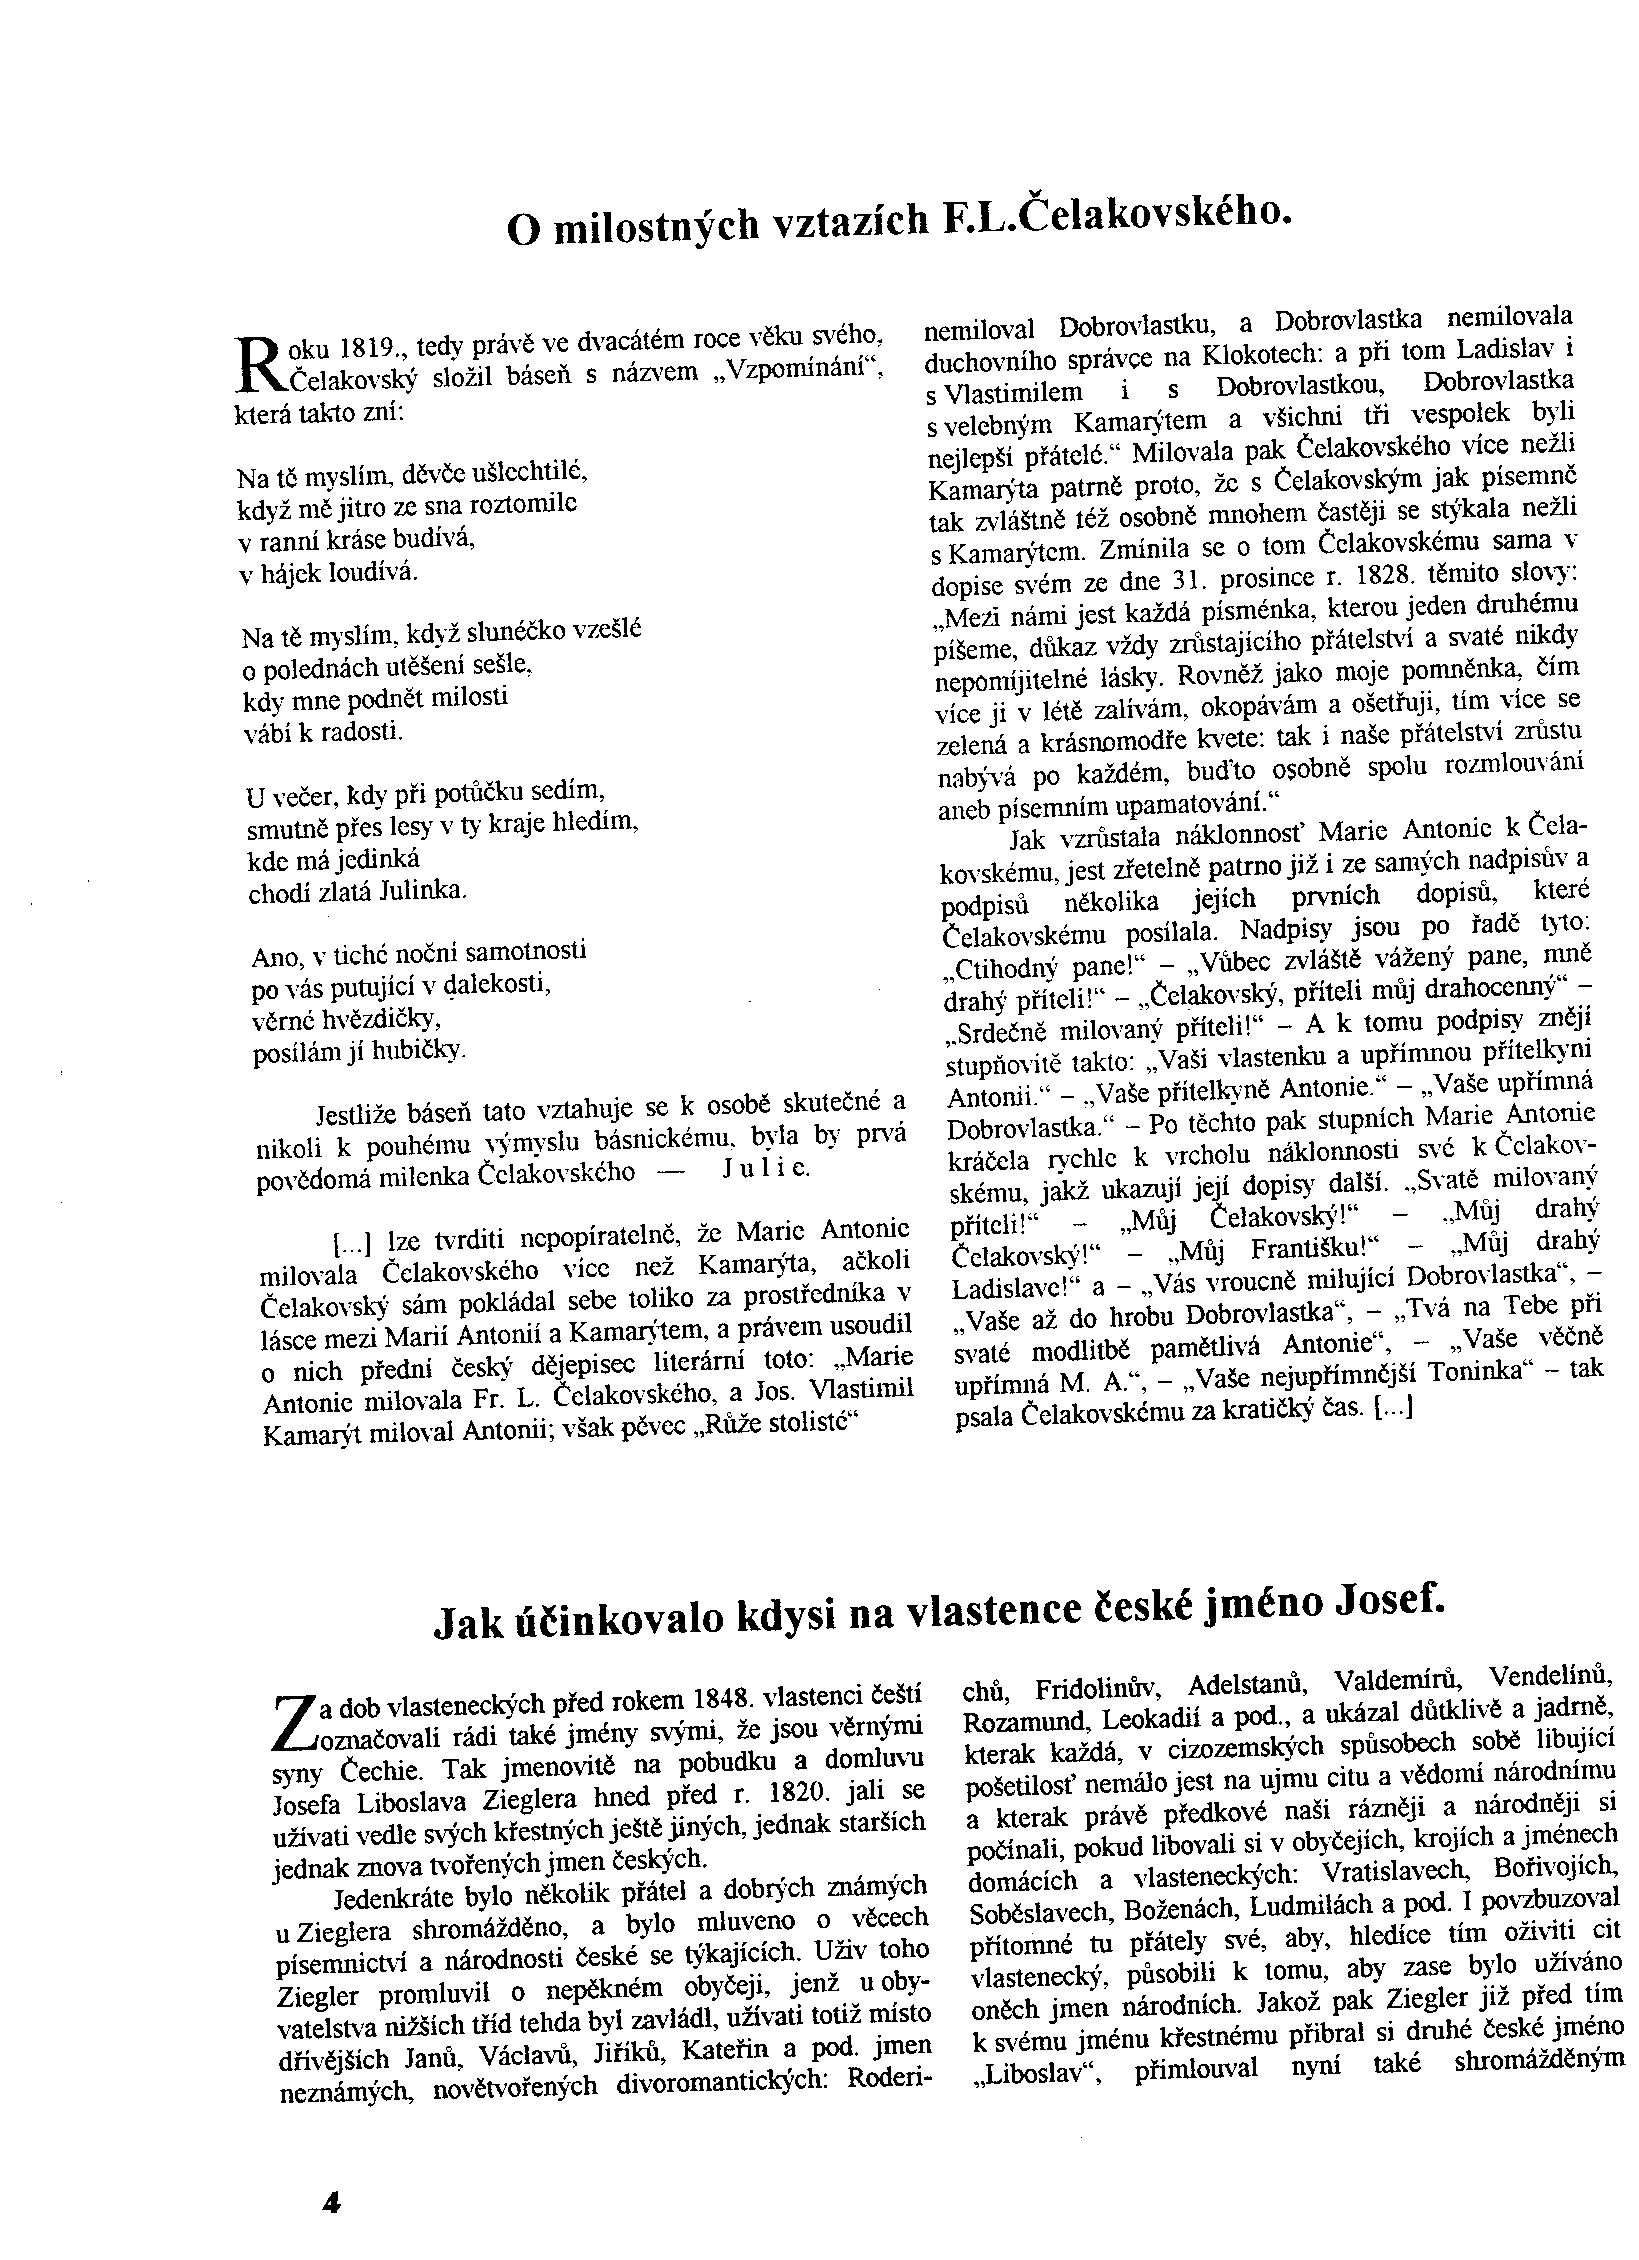 O milostných vztazích F.L.Čelakovského.
Roku 1819., tedy právě ve dvacátém roce věku svého,
Čelakovský složil báseň s názvem „Vzpomínání“,
která takto zní:
Na tě myslím, děvče ušlechtilé,
když mě jitro ze sna roztomile
v ranní kráse budívá,
v hájek loudívá.
Na tě myslím, když slunéčko vzešlé
o polednách utěšení sešle,
kdy mne podnět milosti
vábí k radosti.
U večer, kdy při potůčku sedím,
smutně přes lesy v ty kraje hledím,
kde má jedinká
chodí zlatá Julinka.
Ano, v tiché noční samotnosti
po vás putující v dalekosti,
věrné hvězdičky,
posílám jí hubičky.
Jestliže báseň tato vztahuje se k osobě skutečné a
nikoli k pouhému výmyslu básnickému, byla by prvá
povědomá milenka Čelakovského — J u l i e.
[...] lze tvrditi nepopíratelně, že Marie Antonie
milovala Čelakovského více než Kamarýta, ačkoli
Čelakovský sám pokládal sebe toliko za prostředníka v
lásce mezi Marií Antonií a Kamarýtem, a právem usoudil
o nich přední český dějepisec literární toto: „Marie
Antonie milovala Fr. L. Čelakovského, a Jos. Vlastimil
Kamarýt miloval Antonii; však pěvec „Růže stolisté“
nemiloval Dobrovlastku, a Dobrovlastka nemilovala
duchovního správce na Klokotech: a při tom Ladislav i
s Vlastimilem i s Dobrovlastkou, Dobrovlastka
s velebným Kamarýtem a všichni tři vespolek byli
nejlepší přátelé.“ Milovala pak Čelakovského více nežli
Kamarýta patrně proto, že s Čelakovským jak písemně
tak zvláštně též osobně mnohem častěji se stýkala nežli
s Kamarýtem. Zmínila se o tom Čelakovskému sama v
dopise svém ze dne 31. prosince r. 1828. těmito slovy:
„Mezi námi jest každá písménka, kterou jeden druhému
píšeme, důkaz vždy zrůstajícího přátelství a svaté nikdy
nepomíjitelné lásky. Rovněž jako moje pomněnka, čím
více ji v létě zalívám, okopávám a ošetřuji, tím více se
zelená a krásnomodře kvete: tak i naše přátelství zrůstu
nabývá po každém, buďto osobně spolu rozmlouvání
aneb písemním upamatování.“
Jak vzrůstala náklonnosť Marie Antonie k Čela-
kovskému, jest zřetelně patrno již i ze samých nadpisův a
podpisů několika jejích prvních dopisů, které
Čelakovskému posílala. Nadpisy jsou po řadě tyto:
„Ctihodný pane!“ – „Vůbec zvláště vážený pane, mně
drahý příteli!“ – „Čelakovský, příteli můj drahocenný“ –
„Srdečně milovaný příteli!“ – A k tomu podpisy znějí
stupňovitě takto: „Vaši vlastenku a upřímnou přítelkyni
Antonii.“ – „Vaše přítelkyně Antonie.“ – „Vaše upřímná
Dobrovlastka.“ – Po těchto pak stupních Marie Antonie
kráčela rychle k vrcholu náklonnosti své k Čelakov-
skému, jakž ukazují její dopisy další. „Svatě milovaný
příteli!“ – „Můj Čelakovský!“ – „Můj drahý
Čelakovský!“ – „Můj Františku!“ – „Můj drahý
Ladislave!“ a – „Vás vroucně milující Dobrovlastka“, –
„Vaše až do hrobu Dobrovlastka“, – „Tvá na Tebe při
svaté modlitbě pamětlivá Antonie“, – „Vaše věčně
upřímná M. A.“, – „Vaše nejupřímnější Toninka“ – tak
psala Čelakovskému za kratičký čas. [...]
Jak účinkovalo kdysi na vlastence české jméno Josef.
Za dob vlasteneckých před rokem 1848. vlastenci čeští
označovali rádi také jmény svými, že jsou věrnými
syny Čechie. Tak jmenovitě na pobudku a domluvu
Josefa Liboslava Zieglera hned před r. 1820. jali se
užívati vedle svých křestných ještě jiných, jednak starších
jednak znova tvořených jmen českých.
Jedenkráte bylo několik přátel a dobrých známých
u Zieglera shromážděno, a bylo mluveno o věcech
písemnictví a národnosti české se týkajících. Uživ toho
Ziegler promluvil o nepěkném obyčeji, jenž u oby-
vatelstva nižších tříd tehda byl zavládl, užívati totiž místo
dřívějších Janů, Václavů, Jiříků, Kateřin a pod. jmen
neznámých, novětvořených divoromantických: Roderi-
chů, Fridolinův, Adelstanů, Valdemírů, Vendelínů,
Rozamund, Leokadií a pod., a ukázal důtklivě a jadrně,
kterak každá, v cizozemských spůsobech sobě libující
pošetilosť nemálo jest na ujmu citu a vědomí národnímu
a kterak právě předkové naši rázněji a národněji si
počínali, pokud libovali si v obyčejích, krojích a jménech
domácích a vlasteneckých: Vratislavech, Bořivojích,
Soběslavech, Boženách, Ludmilách a pod. I povzbuzoval
přítomné tu přátely své, aby, hledíce tím oživiti cit
vlastenecký, působili k tomu, aby zase bylo užíváno
oněch jmen národních. Jakož pak Ziegler již před tím
k svému jménu křestnému přibral si druhé české jméno
„Liboslav“, přimlouval nyní také shromážděným
4